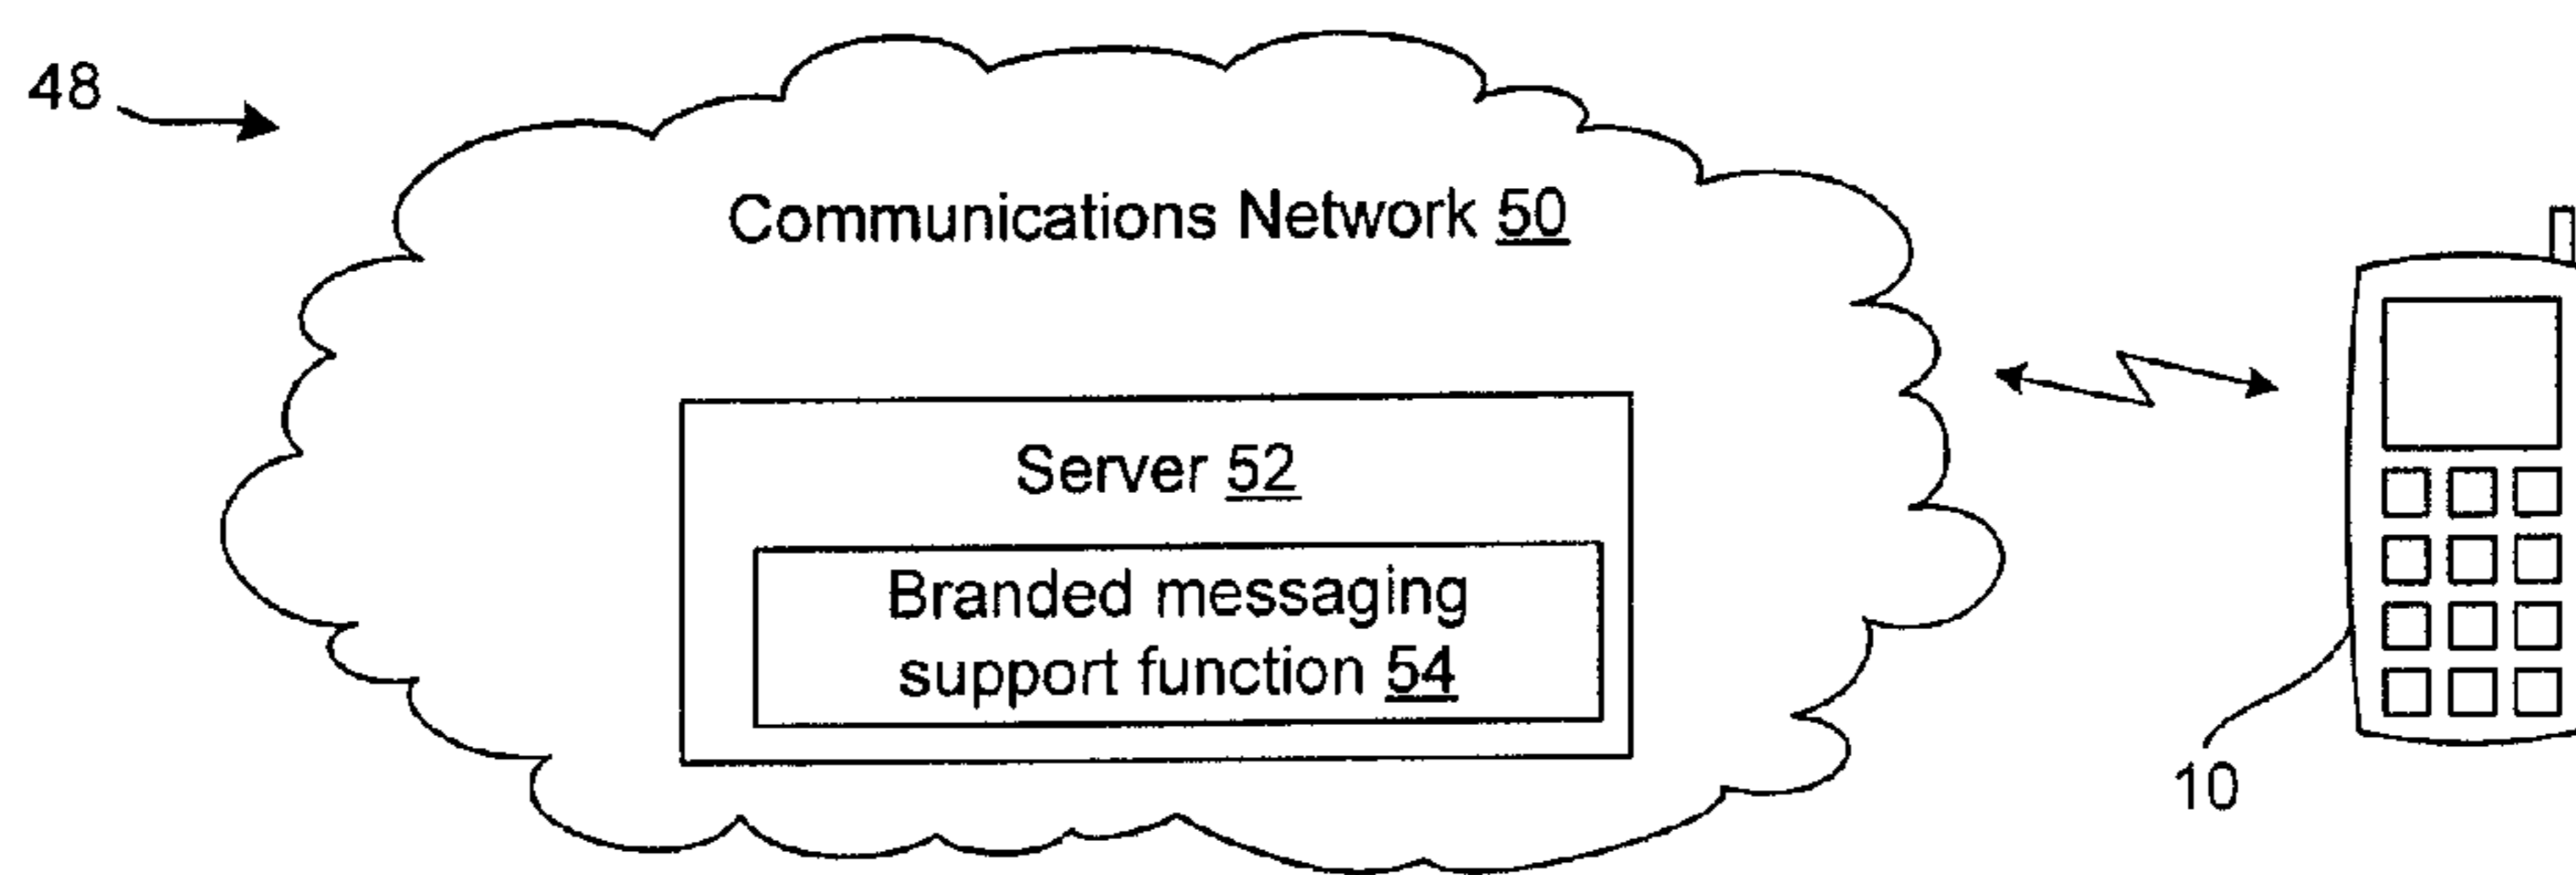 48
Communications Network 50
Server 52
Branded messaging
support function 54
10